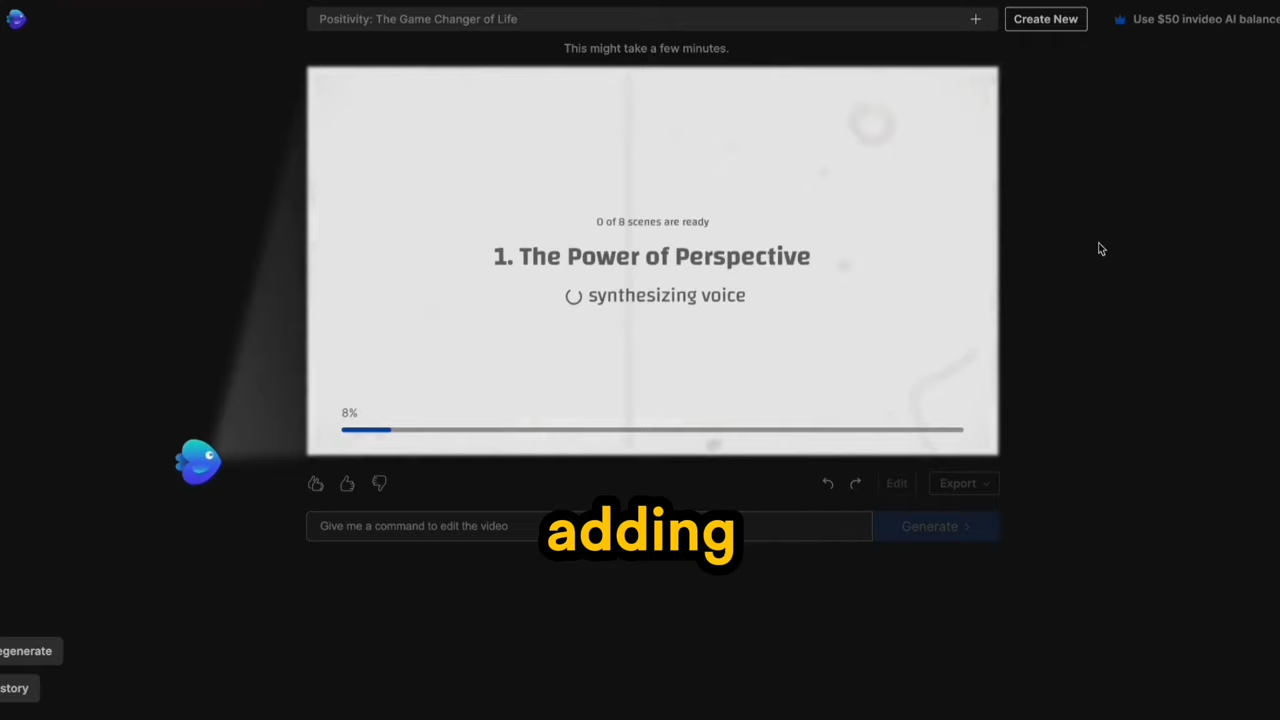 Positivity: The Game Changer of Life
Create New
Use $50 invideo AI balance
This might take a few minutes.
0 of 8 scenes are ready
1. The Power of Perspective
synthesizing voice
8%
Edit
Export
Give me a command to edit the video
Generate
adding
egenerate
story